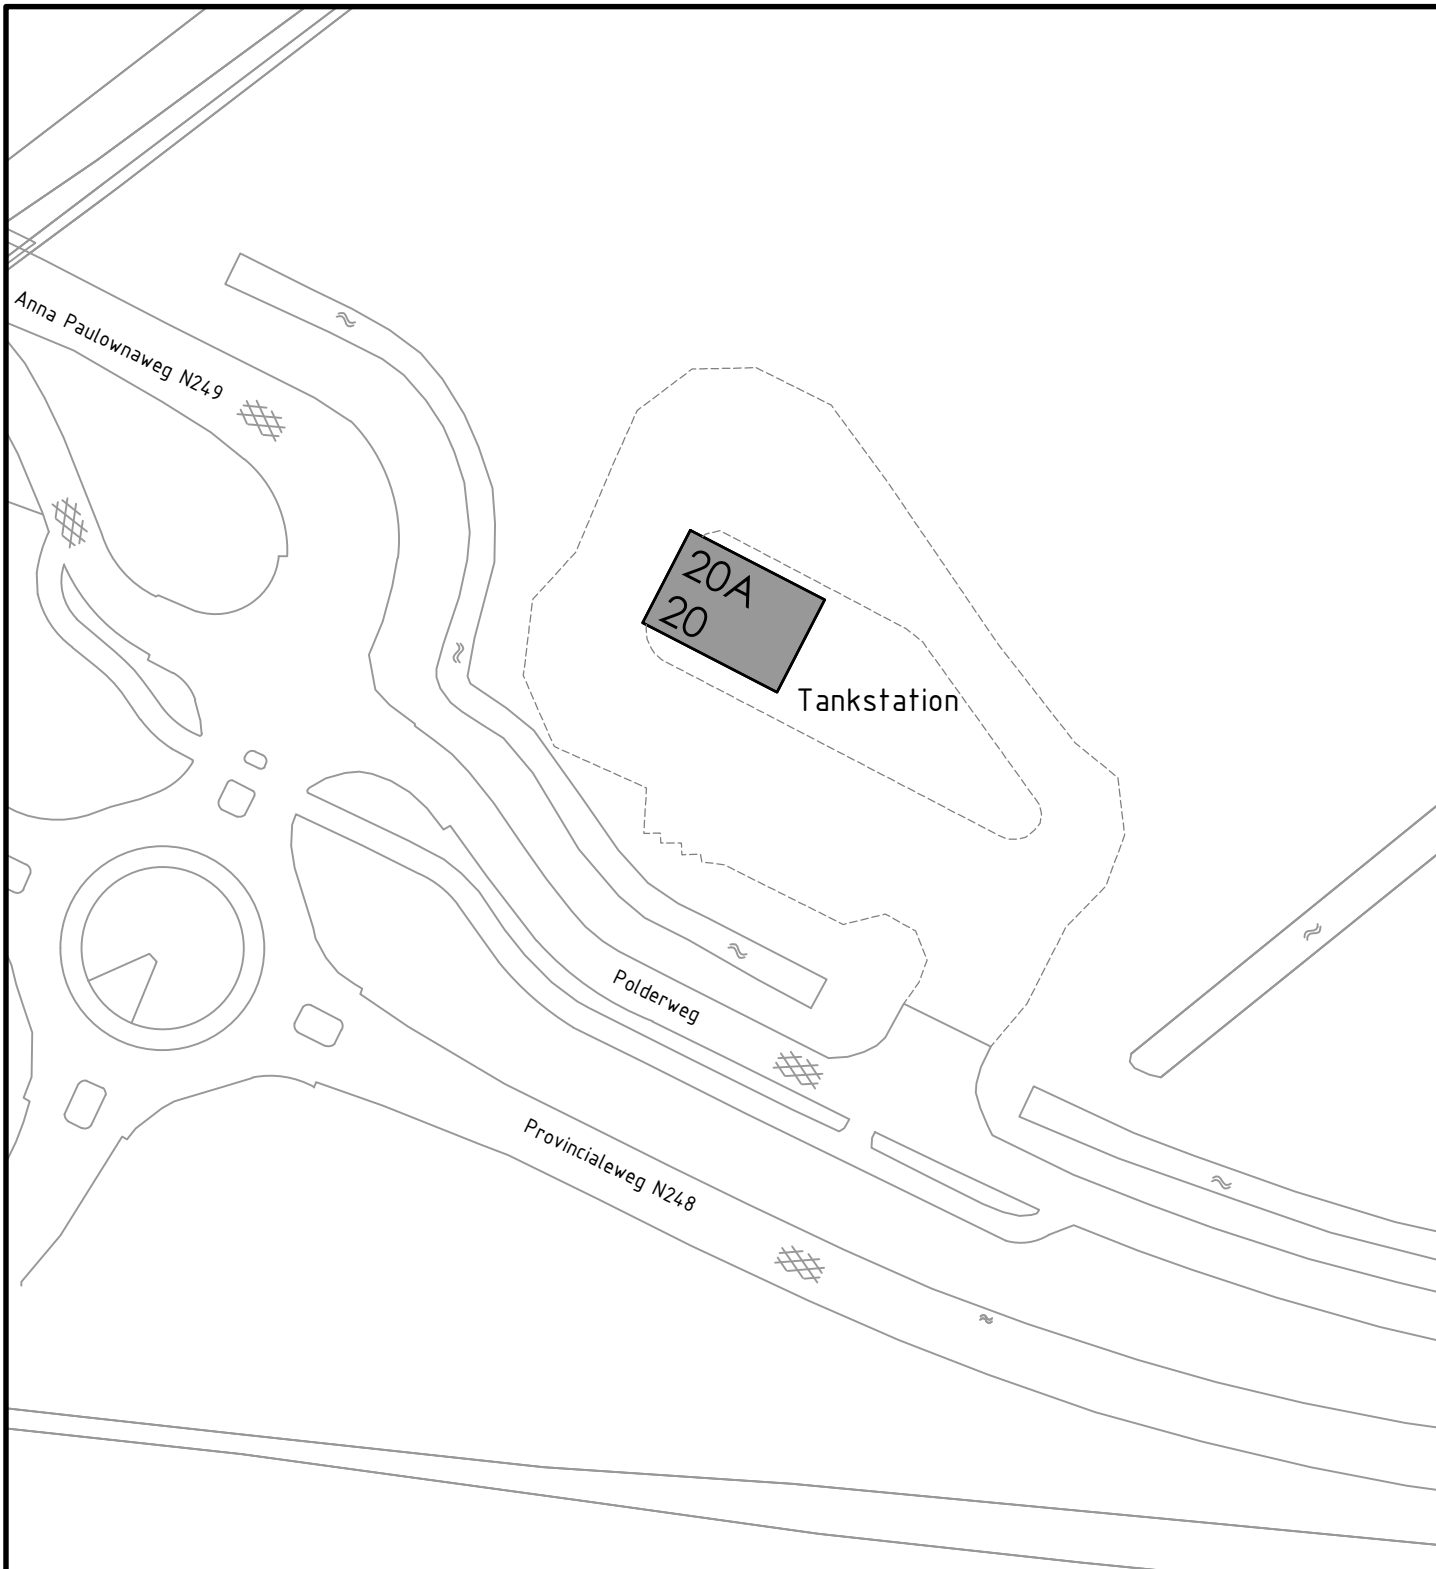 Anna Paulownaweg N249
20A
20
Tankstation
Polderweg
Provincialeweg N248